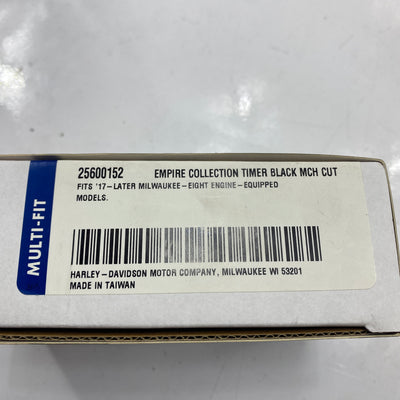 MULTI-FIT
25600152 EMPIRE COLLECTION TIMER BLACK MCH CUT
FITS '17-LATER MILWAUKEE-EIGHT ENGINE-EQUIPPED
MODELS.
HARLEY-DAVIDSON MOTOR COMPANY, MILWAUKEE WI 53201
MADE IN TAIWAN